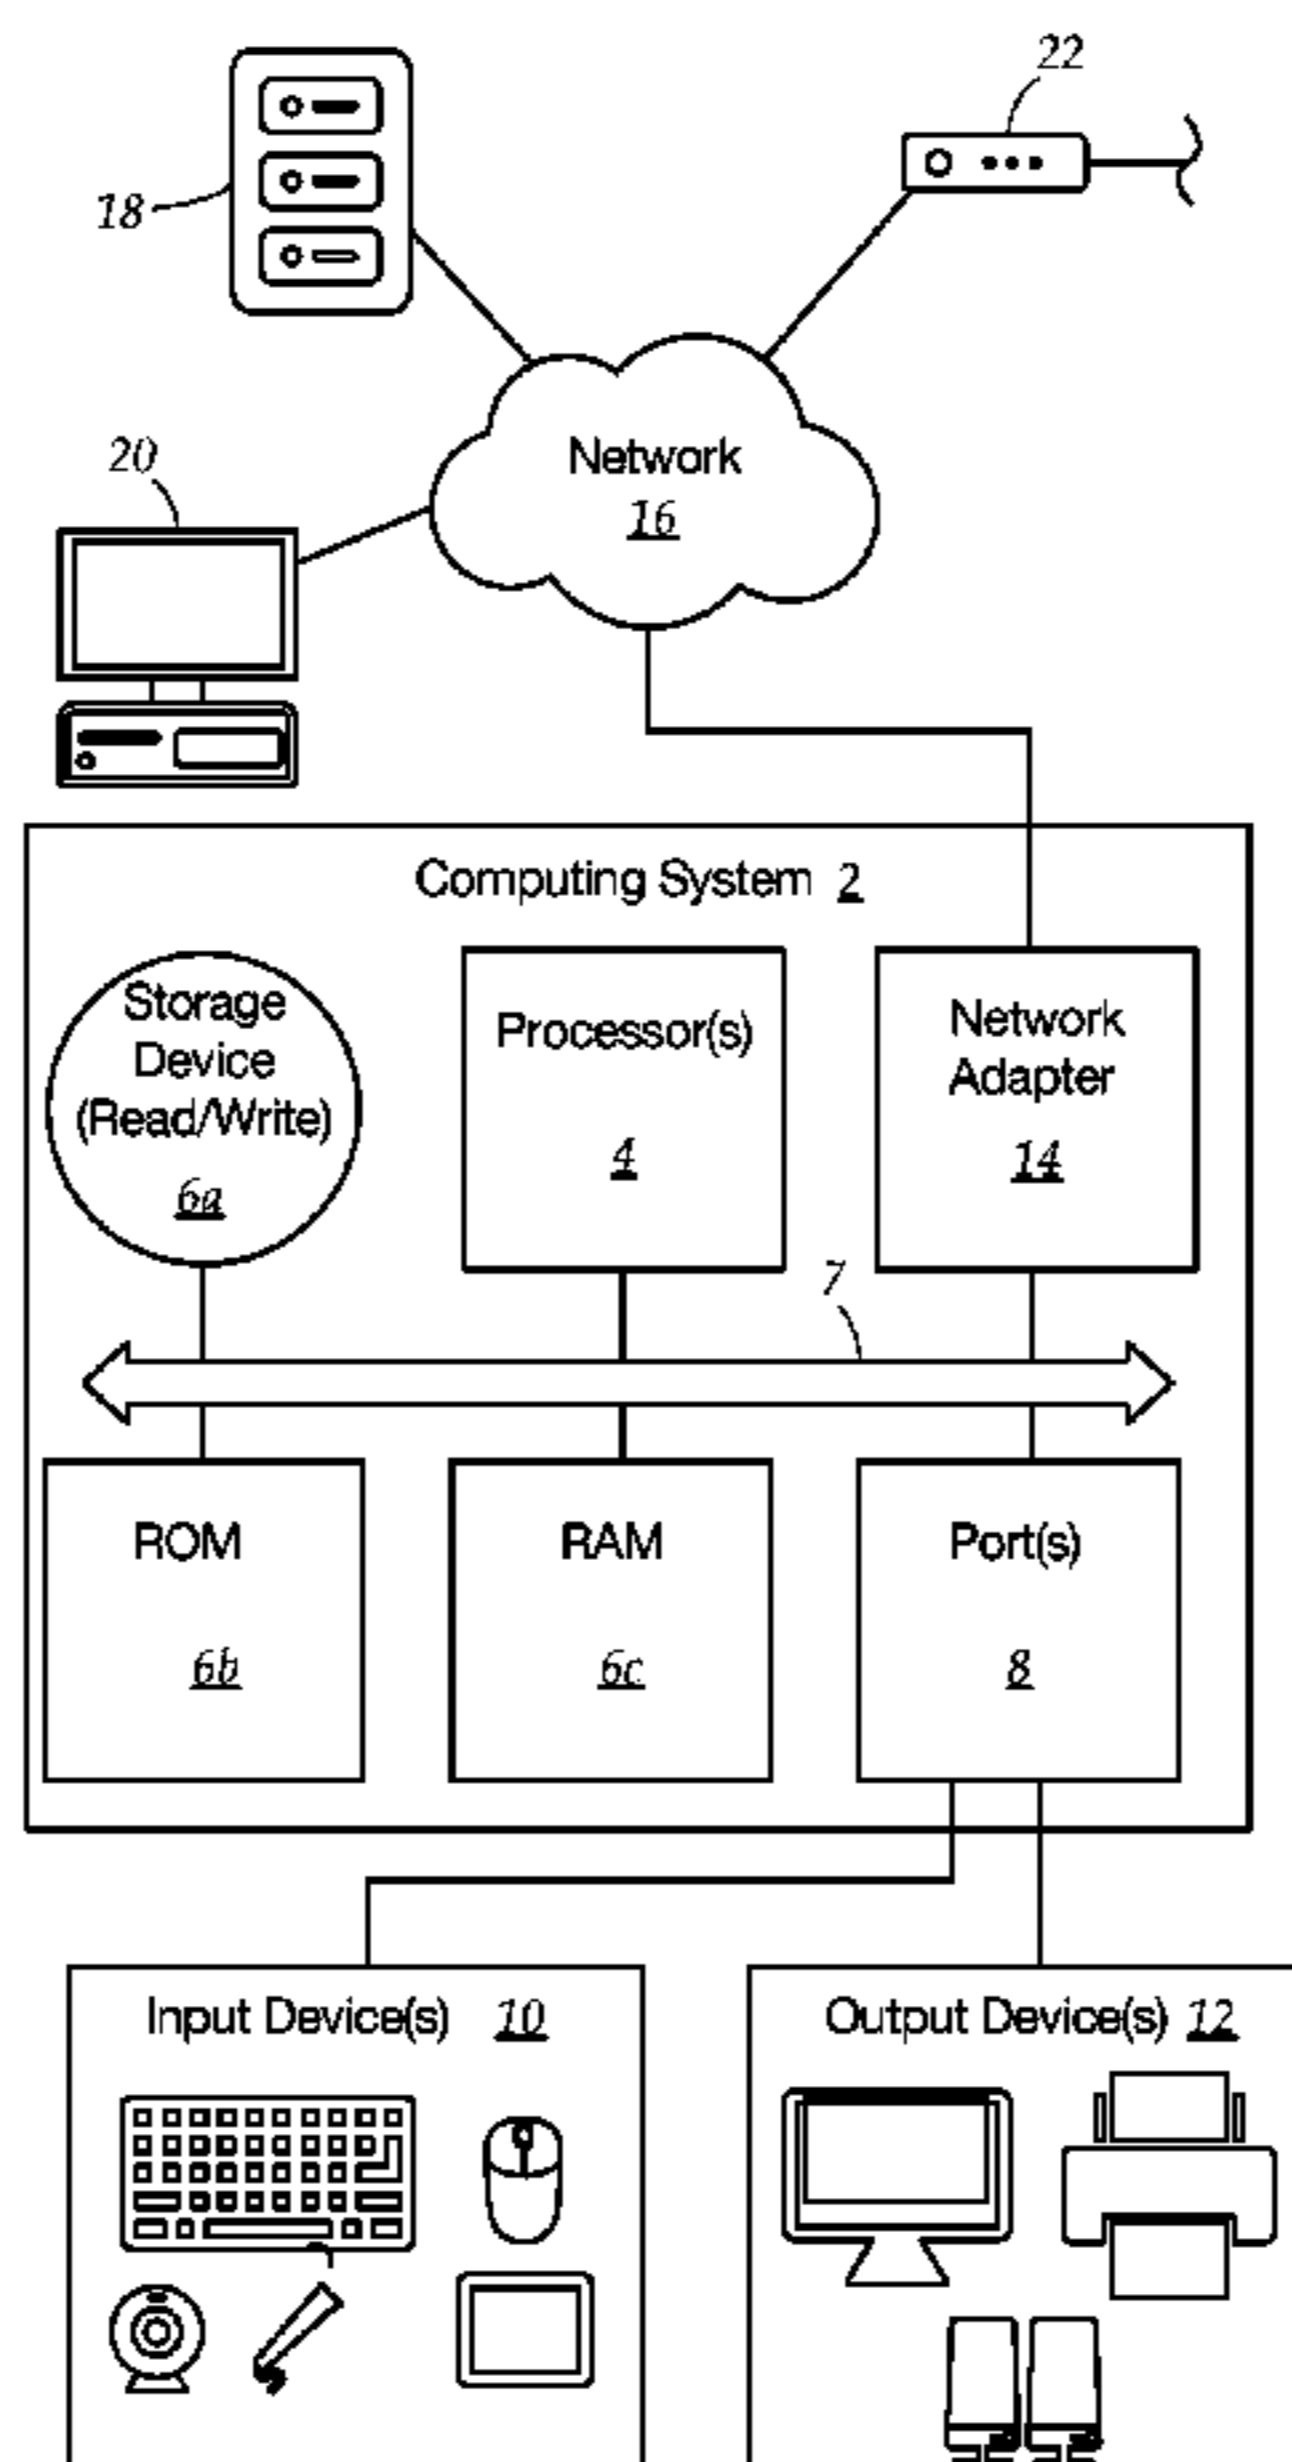 22
18
20
Network
16
Computing System 2
Storage
Device
(Read/Write)
6a
Processor(s)
4
Network
Adapter
14
7
ROM
6b
RAM
6c
Port(s)
8
Input Device(s) 10
Output Device(s) 12